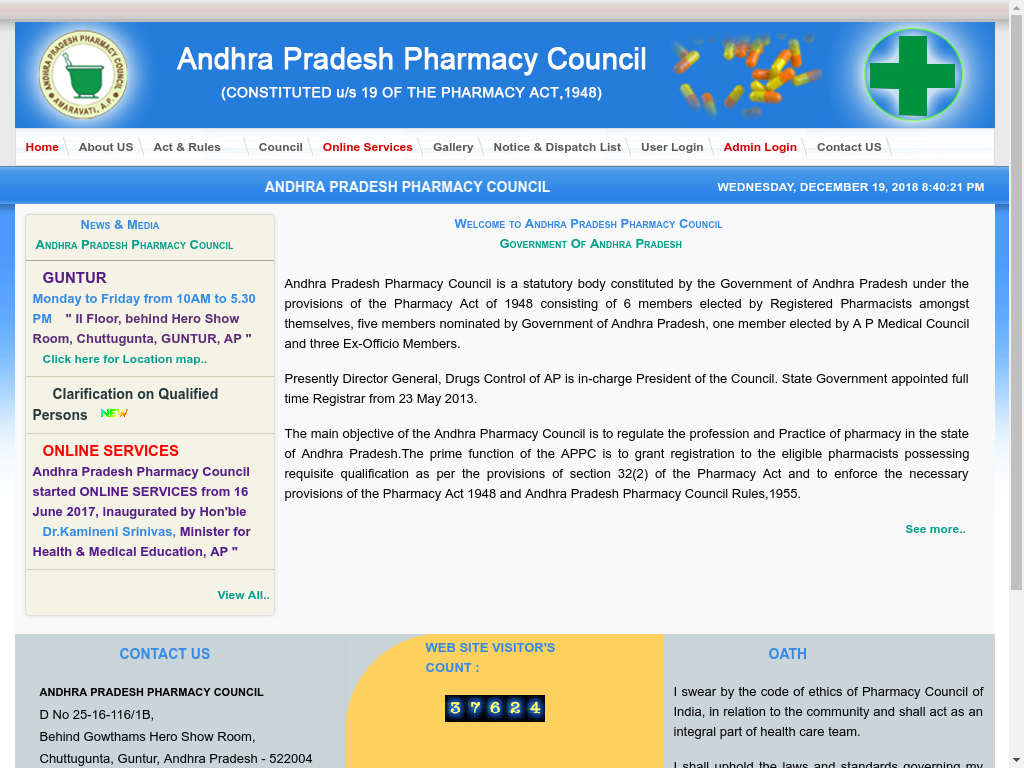 ANDHRA PRADESH PHARMACY COUNCIL
AMARAVATI, A.P.
Andhra Pradesh Pharmacy Council
(CONSTITUTED u/s 19 OF THE PHARMACY ACT,1948)
Home About US Act & Rules Council Online Services Gallery Notice & Dispatch List User Login Admin Login Contact US
ANDHRA PRADESH PHARMACY COUNCIL WEDNESDAY, DECEMBER 19, 2018 8:40:21 PM
News & Media
Andhra Pradesh Pharmacy Council
GUNTUR
Monday to Friday from 10AM to 5.30
PM " II Floor, behind Hero Show
Room, Chuttugunta, GUNTUR, AP "
Click here for Location map..
Clarification on Qualified
Persons NEW
ONLINE SERVICES
Andhra Pradesh Pharmacy Council
started ONLINE SERVICES from 16
June 2017, inaugurated by Hon'ble
Dr.Kamineni Srinivas, Minister for
Health & Medical Education, AP "
View All..
Welcome to Andhra Pradesh Pharmacy Council
Government Of Andhra Pradesh
Andhra Pradesh Pharmacy Council is a statutory body constituted by the Government of Andhra Pradesh under the
provisions of the Pharmacy Act of 1948 consisting of 6 members elected by Registered Pharmacists amongst
themselves, five members nominated by Government of Andhra Pradesh, one member elected by A P Medical Council
and three Ex-Officio Members.
Presently Director General, Drugs Control of AP is in-charge President of the Council. State Government appointed full
time Registrar from 23 May 2013.
The main objective of the Andhra Pharmacy Council is to regulate the profession and Practice of pharmacy in the state
of Andhra Pradesh.The prime function of the APPC is to grant registration to the eligible pharmacists possessing
requisite qualification as per the provisions of section 32(2) of the Pharmacy Act and to enforce the necessary
provisions of the Pharmacy Act 1948 and Andhra Pradesh Pharmacy Council Rules,1955.
See more..
CONTACT US
ANDHRA PRADESH PHARMACY COUNCIL
D No 25-16-116/1B,
Behind Gowthams Hero Show Room,
Chuttugunta, Guntur, Andhra Pradesh - 522004
WEB SITE VISITOR'S
COUNT :
37624
OATH
I swear by the code of ethics of Pharmacy Council of
India, in relation to the community and shall act as an
integral part of health care team.
I shall uphold the laws and standards governing my